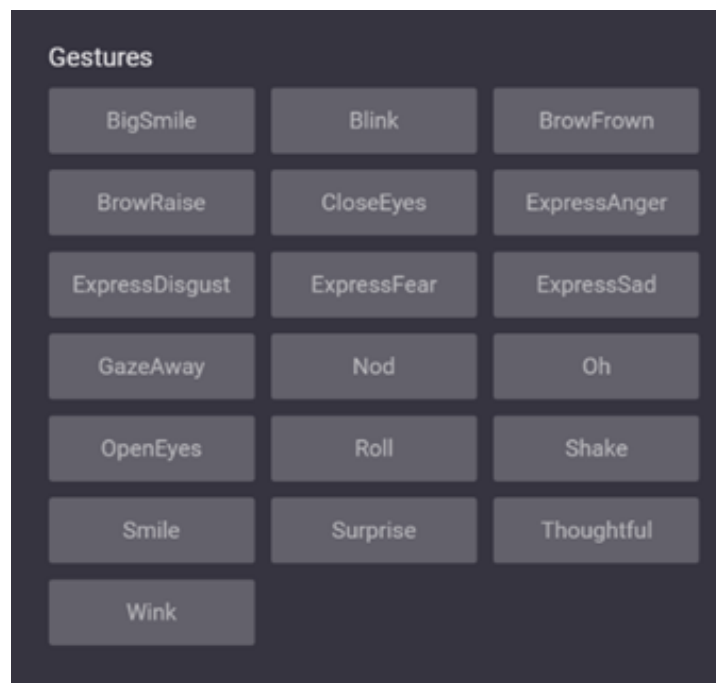 Gestures
BigSmile Blink BrowFrown
BrowRaise CloseEyes ExpressAnger
ExpressDisgust ExpressFear ExpressSad
GazeAway Nod Oh
OpenEyes Roll Shake
Smile Surprise Thoughtful
Wink